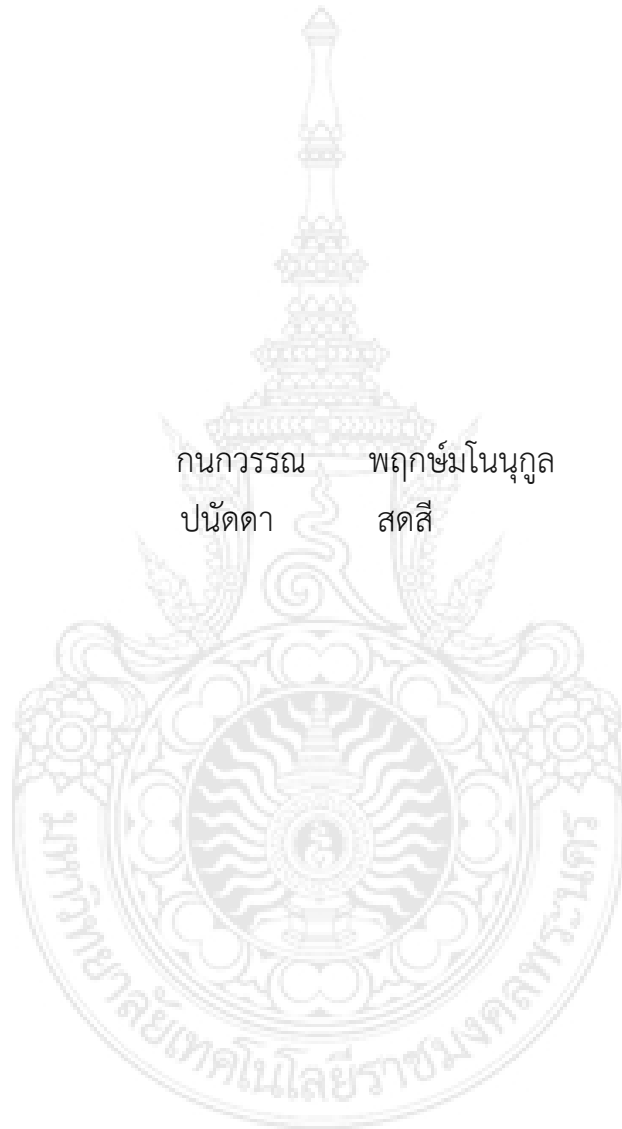 กนกวรรณ พฤกษ์มโนนุกูล
ปนัดดา สดสี
มหาวิทยาลัยเทคโนโลยีราชมงคลพระนคร